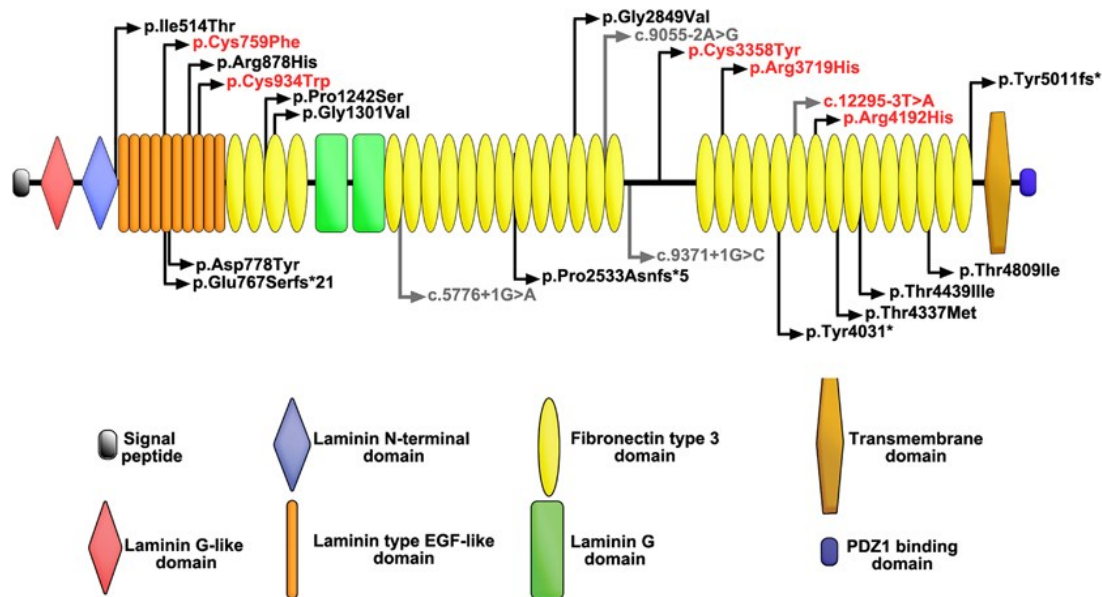 p.Ile514Thr
p.Cys759Phe
p.Arg878His
p.Cys934Trp
p.Pro1242Ser
p.Gly1301Val
p.Gly2849Val
c.9055-2A>G
p.Cys3358Tyr
p.Arg3719His
c.12295-3T>A
p.Arg4192His
p.Tyr5011fs*
p.Asp778Tyr
p.Glu767Serfs*21
c.5776+1G>A
p.Pro2533Asnfs*5
c.9371+1G>C
p.Thr4809Ile
p.Thr4439Ille
p.Thr4337Met
p.Tyr4031*
Signal
peptide
Laminin N-terminal
domain
Fibronectin type 3
domain
Transmembrane
domain
Laminin G-like
domain
Laminin type EGF-like
domain
Laminin G
domain
PDZ1 binding
domain